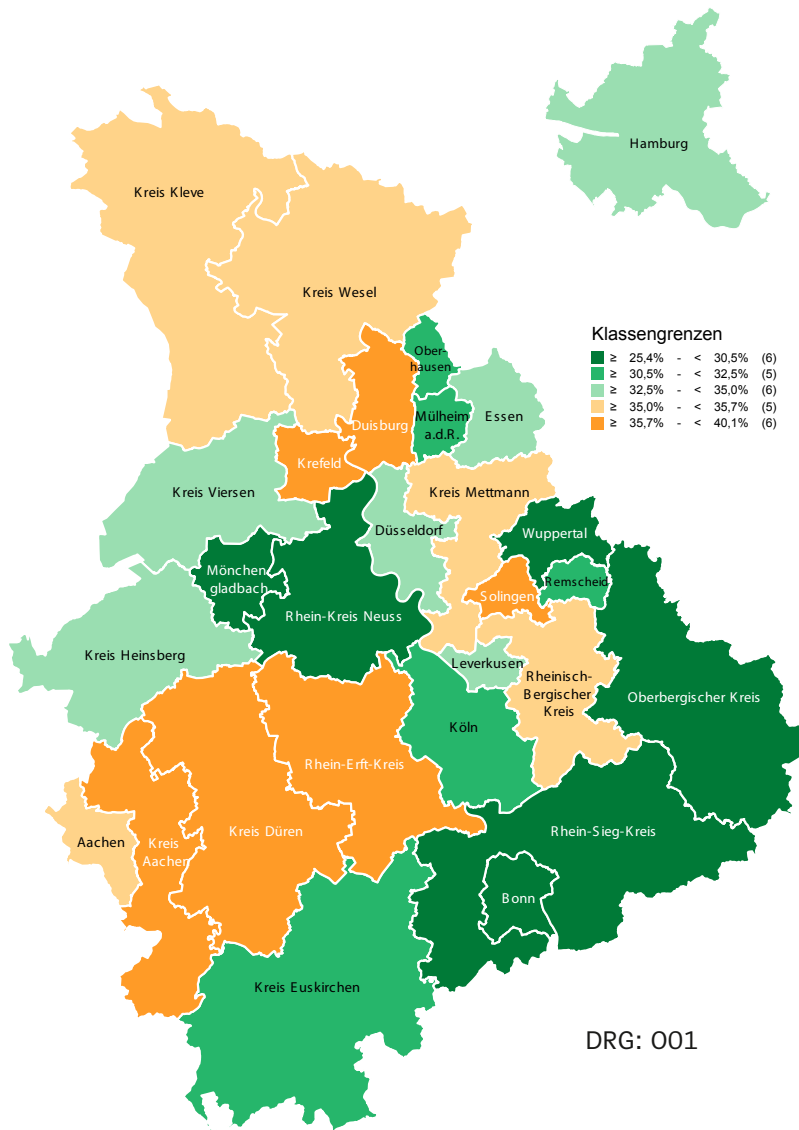 Hamburg
Kreis Kleve
Kreis Wesel
Klassengrenzen
≥ 25,4% - < 30,5% (6)
≥ 30,5% - < 32,5% (5)
≥ 32,5% - < 35,0% (6)
≥ 35,0% - < 35,7% (5)
≥ 35,7% - < 40,1% (6)
Ober-
hausen
Mülheim
a.d.R.
Essen
Duisburg
Krefeld
Kreis Viersen
Kreis Mettmann
Düsseldorf
Wuppertal
Mönchen
gladbach
Remscheid
Solingen
Rhein-Kreis Neuss
Kreis Heinsberg
Leverkusen
Rheinisch-
Bergischer
Kreis
Oberbergischer Kreis
Köln
Rhein-Erft-Kreis
Kreis Düren
Rhein-Sieg-Kreis
Aachen
Kreis
Aachen
Bonn
Kreis Euskirchen
DRG: O01